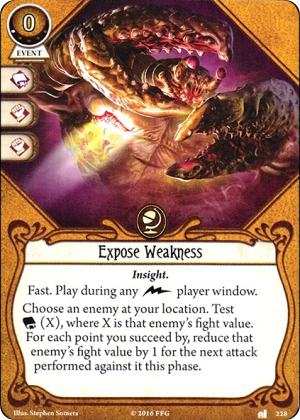 0
EVENT
Expose Weakness
Insight.
Fast. Play during any player window.
Choose an enemy at your location. Test
(X), where X is that enemy's fight value.
For each point you succeed by, reduce that
enemy's fight value by 1 for the next attack
performed against it this phase.
Illus. Stephen Somers
© 2016 FFG
228